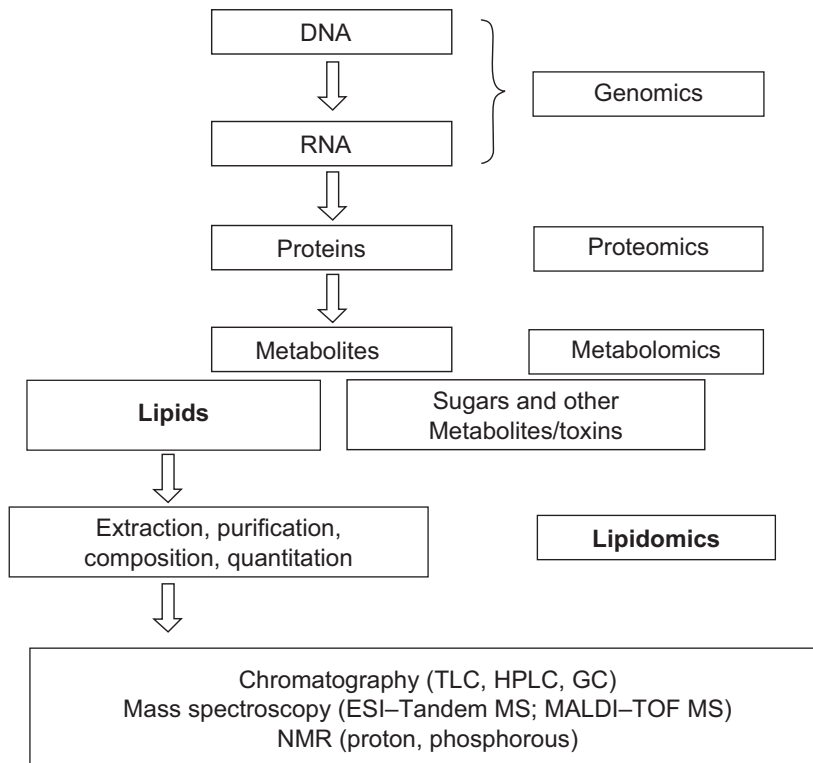 DNA
Genomics
RNA
Proteins
Proteomics
Metabolites
Metabolomics
Lipids
Sugars and other
Metabolites/toxins
Extraction, purification,
composition, quantitation
Lipidomics
Chromatography (TLC, HPLC, GC)
Mass spectroscopy (ESI–Tandem MS; MALDI–TOF MS)
NMR (proton, phosphorous)